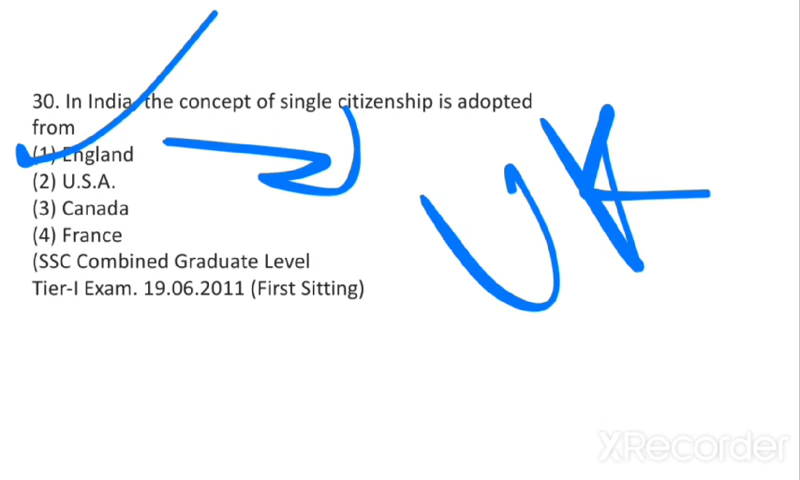 30. In India, the concept of single citizenship is adopted
from
(1) England
(2) U.S.A.
(3) Canada
(4) France
(SSC Combined Graduate Level
Tier-I Exam. 19.06.2011 (First Sitting)
UK
XRecorder